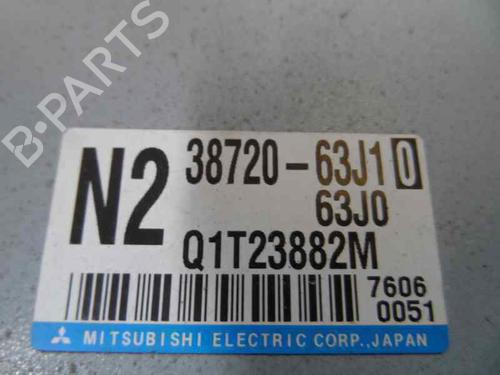 B-PARTS
N2
38720-63J1 0
63J0
Q1T23882M
7606
0051
MITSUBISHI ELECTRIC CORP., JAPAN